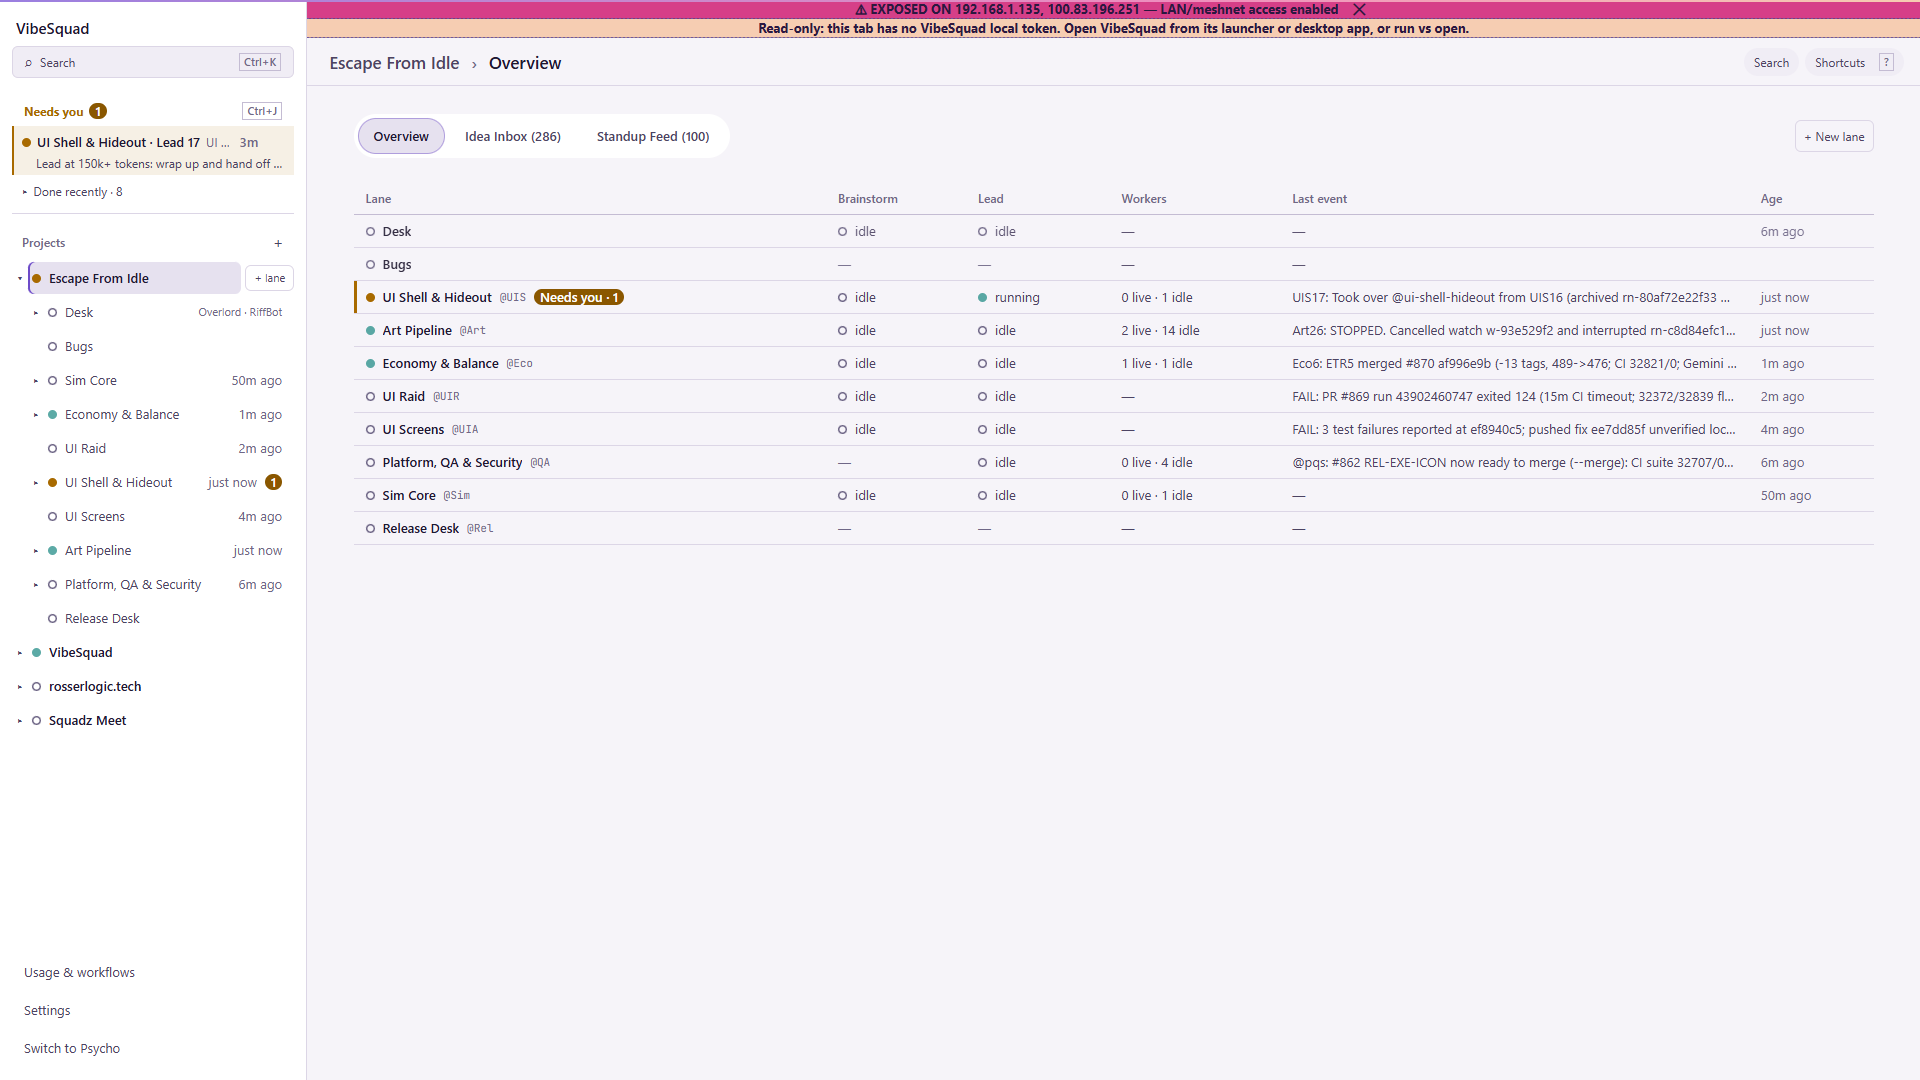 VibeSquad
Search Ctrl+K
Needs you 1 Ctrl+J
UI Shell & Hideout · Lead 17 UI ... 3m
Lead at 150k+ tokens: wrap up and hand off ...
Done recently · 8
Projects +
Escape From Idle + lane
Desk Overlord · RiffBot
Bugs
Sim Core 50m ago
Economy & Balance 1m ago
UI Raid 2m ago
UI Shell & Hideout just now 1
UI Screens 4m ago
Art Pipeline just now
Platform, QA & Security 6m ago
Release Desk
VibeSquad
rosserlogic.tech
Squadz Meet
Usage & workflows
Settings
Switch to Psycho
⚠ EXPOSED ON 192.168.1.135, 100.83.196.251 — LAN/meshnet access enabled
Read-only: this tab has no VibeSquad local token. Open VibeSquad from its launcher or desktop app, or run vs open.
Escape From Idle › Overview Search Shortcuts ?
Overview Idea Inbox (286) Standup Feed (100) + New lane
Lane Brainstorm Lead Workers Last event Age
Desk idle idle — — 6m ago
Bugs — — — —
UI Shell & Hideout @UIS Needs you · 1 idle running 0 live · 1 idle UIS17: Took over @ui-shell-hideout from UIS16 (archived rn-80af72e22f33 ... just now
Art Pipeline @Art idle idle 2 live · 14 idle Art26: STOPPED. Cancelled watch w-93e529f2 and interrupted rn-c8d84efc1... just now
Economy & Balance @Eco idle idle 1 live · 1 idle Eco6: ETR5 merged #870 af996e9b (-13 tags, 489->476; CI 32821/0; Gemini ... 1m ago
UI Raid @UIR idle idle — FAIL: PR #869 run 43902460747 exited 124 (15m CI timeout; 32372/32839 fl... 2m ago
UI Screens @UIA idle idle — FAIL: 3 test failures reported at ef8940c5; pushed fix ee7dd85f unverified loc... 4m ago
Platform, QA & Security @QA — idle 0 live · 4 idle @pqs: #862 REL-EXE-ICON now ready to merge (--merge): CI suite 32707/0... 6m ago
Sim Core @Sim idle idle 0 live · 1 idle — 50m ago
Release Desk @Rel — — — —